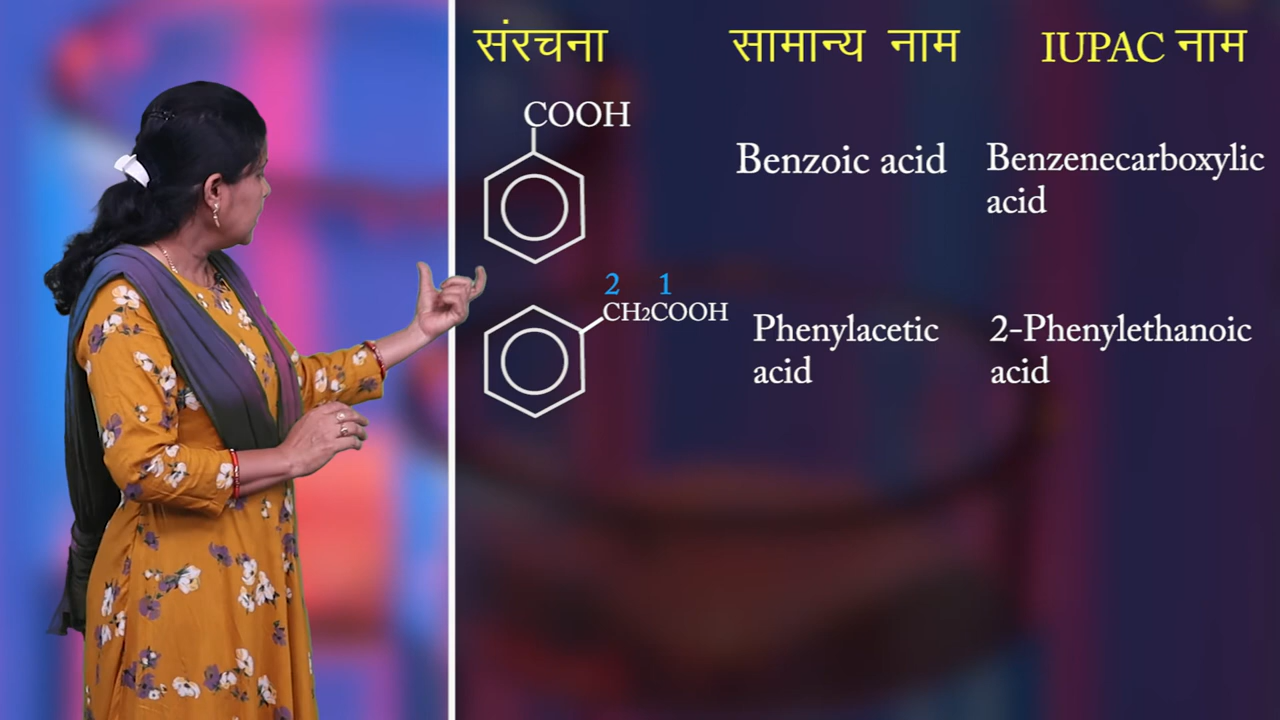 संरचना सामान्य नाम IUPAC नाम
COOH
Benzoic acid
Benzenecarboxylic
acid
2 1
CH₂COOH
Phenylacetic
acid
2-Phenylethanoic
acid